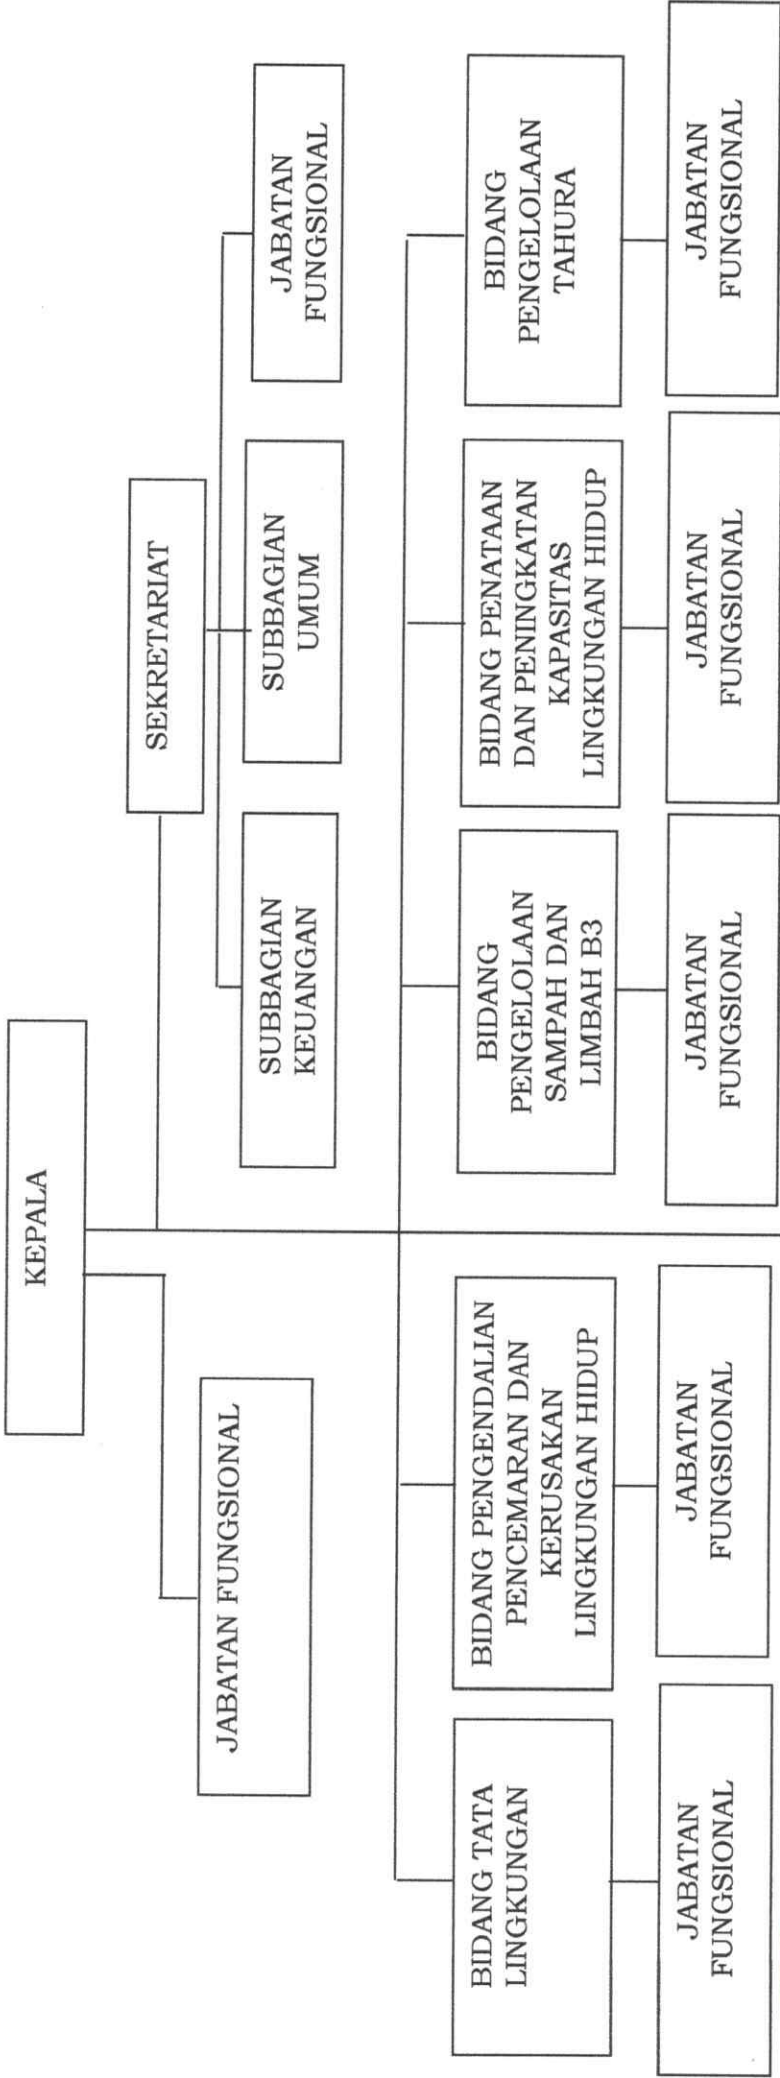 KEPALA
JABATAN FUNGSIONAL
SEKRETARIAT
SUBBAGIAN
KEUANGAN
SUBBAGIAN
UMUM
JABATAN
FUNGSIONAL
BIDANG TATA
LINGKUNGAN
BIDANG PENGENDALIAN
PENCEMARAN DAN
KERUSAKAN
LINGKUNGAN HIDUP
BIDANG
PENGELOLAAN
SAMPAH DAN
LIMBAH B3
BIDANG PENATAAN
DAN PENINGKATAN
KAPASITAS
LINGKUNGAN HIDUP
BIDANG
PENGELOLAAN
TAHURA
JABATAN
FUNGSIONAL
JABATAN
FUNGSIONAL
JABATAN
FUNGSIONAL
JABATAN
FUNGSIONAL
JABATAN
FUNGSIONAL